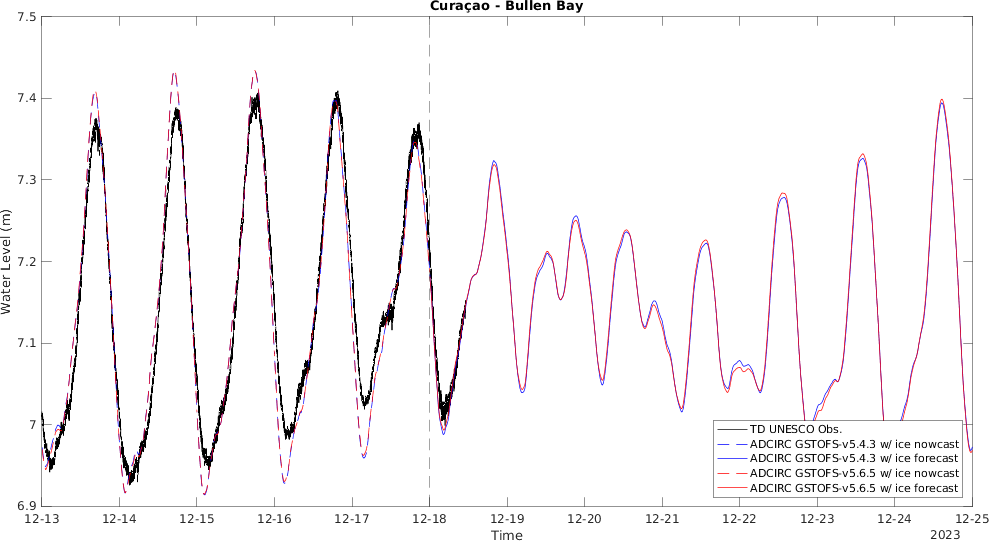 Curaçao - Bullen Bay
Water Level (m)
7.5
7.4
7.3
7.2
7.1
7
6.9
TD UNESCO Obs.
ADCIRC GSTOFS-v5.4.3 w/ ice nowcast
ADCIRC GSTOFS-v5.4.3 w/ ice forecast
ADCIRC GSTOFS-v5.6.5 w/ ice nowcast
ADCIRC GSTOFS-v5.6.5 w/ ice forecast
12-13 12-14 12-15 12-16 12-17 12-18 12-19 12-20 12-21 12-22 12-23 12-24 12-25
Time
2023